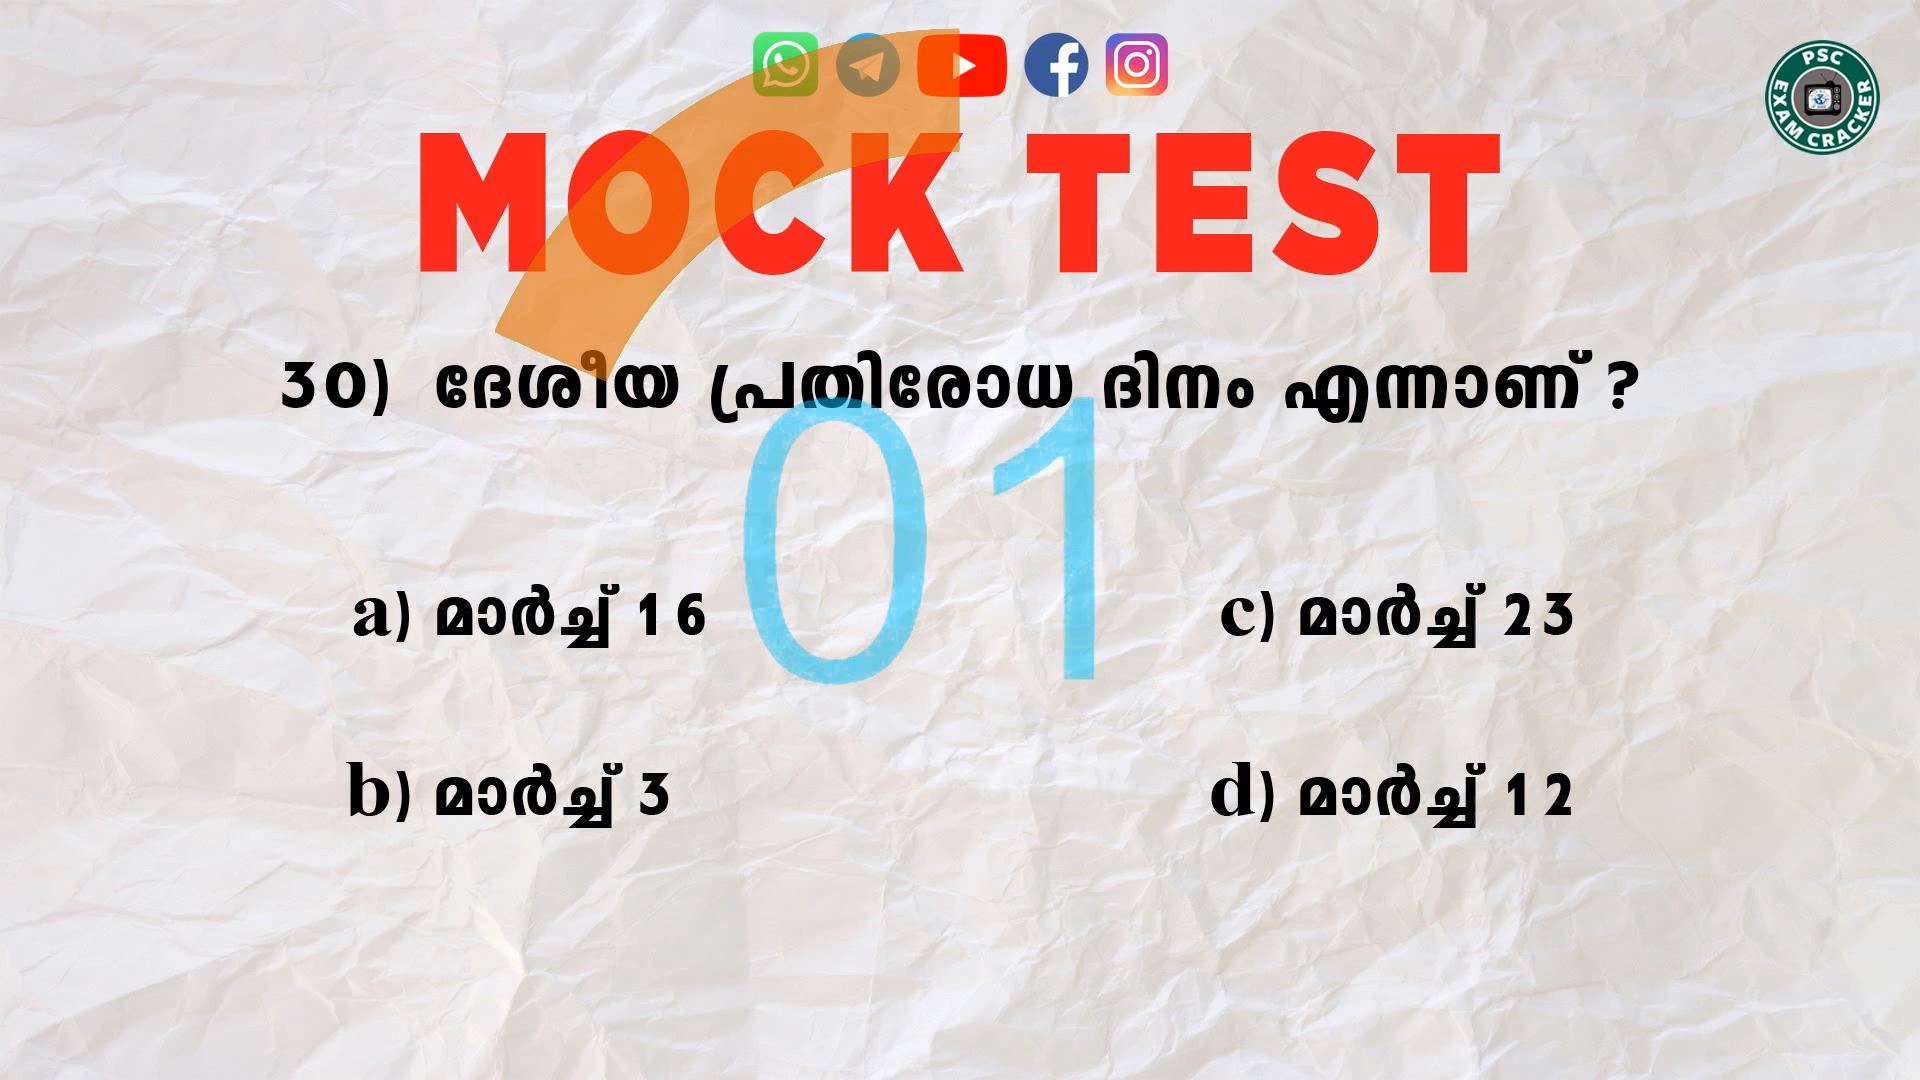 PSC EXAM CRACKER
MOCK TEST
30) ദേശീയ പ്രതിരോധ ദിനം എന്നാണ് ?
01
a) മാർച്ച് 16
b) മാർച്ച് 3
c) മാർച്ച് 23
d) മാർച്ച് 12